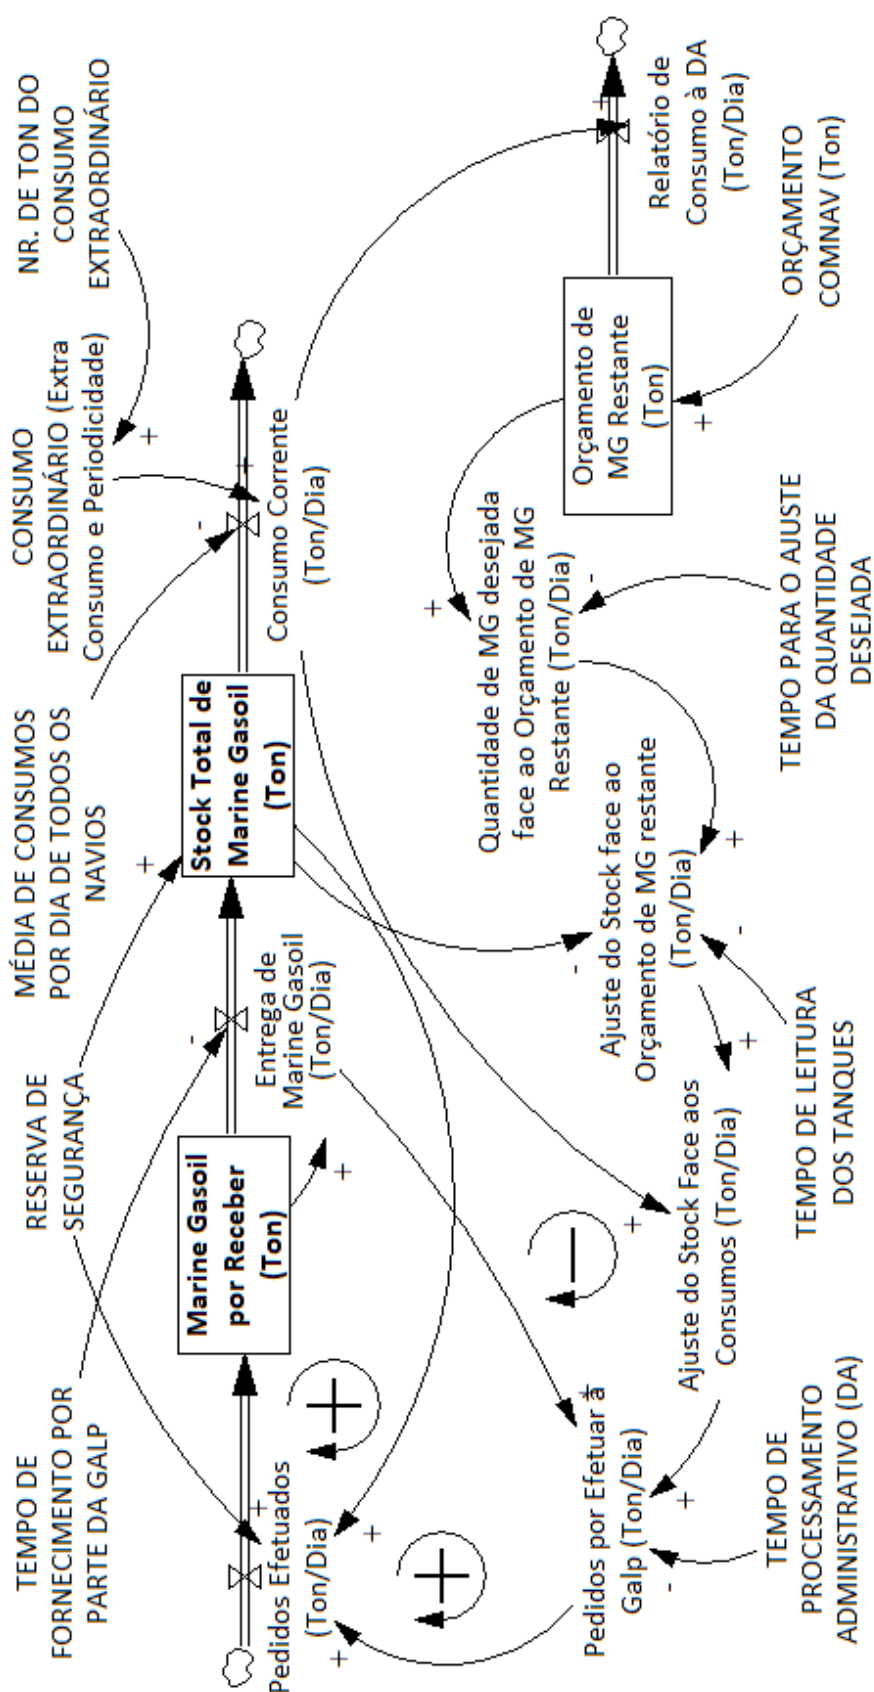 TEMPO DE
FORNECIMENTO POR
PARTE DA GALP
RESERVA DE
SEGURANÇA
MÉDIA DE CONSUMOS
POR DIA DE TODOS OS
NAVIOS
CONSUMO
EXTRAORDINÁRIO (Extra
Consumo e Periodicidade)
NR. DE TON DO
CONSUMO
EXTRAORDINÁRIO
+
-
+
-
+
+
+
Pedidos Efetuados
(Ton/Dia)
Marine Gasoil
por Receber
(Ton)
Entrega de
Marine Gasoil
(Ton/Dia)
Stock Total de
Marine Gasoil
(Ton)
Consumo Corrente
(Ton/Dia)
+
+
+
+
+
-
Pedidos por Efetuar à
Galp (Ton/Dia)
+
+
-
TEMPO DE
PROCESSAMENTO
ADMINISTRATIVO (DA)
Ajuste do Stock Face aos
Consumos (Ton/Dia)
+
+
Ajuste do Stock face ao
Orçamento de MG restante
(Ton/Dia)
-
-
+
TEMPO DE LEITURA
DOS TANQUES
Quantidade de MG desejada
face ao Orçamento de MG
Restante (Ton/Dia)
+
-
TEMPO PARA O AJUSTE
DA QUANTIDADE
DESEJADA
Orçamento de
MG Restante
(Ton)
+
ORÇAMENTO
COMNAV (Ton)
Relatório de
Consumo à DA
(Ton/Dia)
+